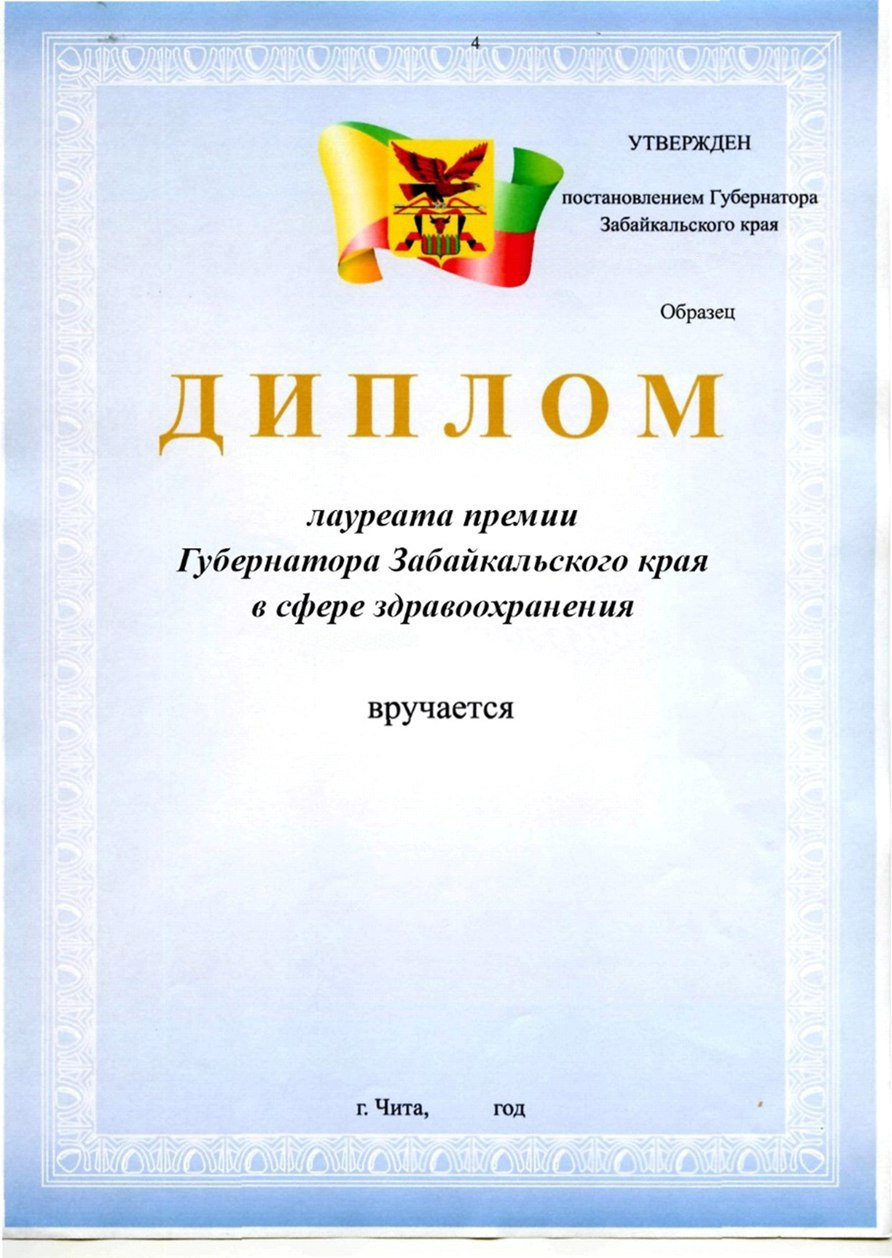 4
УТВЕРЖДЕН
постановлением Губернатора
Забайкальского края
Образец
ДИПЛОМ
лауреата премии
Губернатора Забайкальского края
в сфере здравоохранения
вручается
г. Чита, год